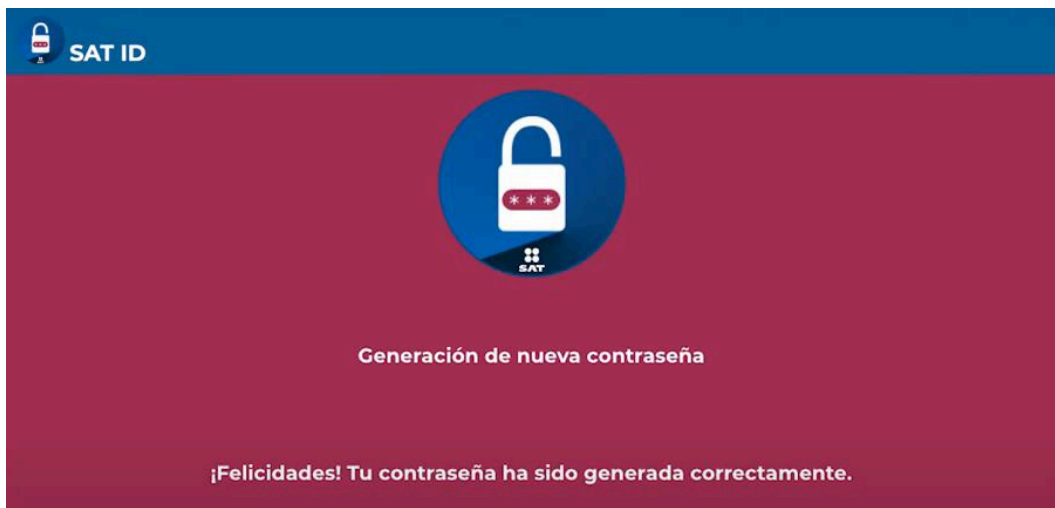 SAT ID
***
SAT
Generación de nueva contraseña
¡Felicidades! Tu contraseña ha sido generada correctamente.